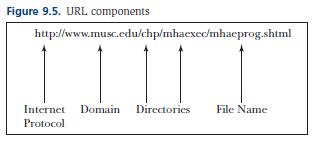 Figure 9.5. URL components
http://www.musc.edu/chp/mhaexec/mhaeprog.shtml
Internet Protocol Domain Directories File Name